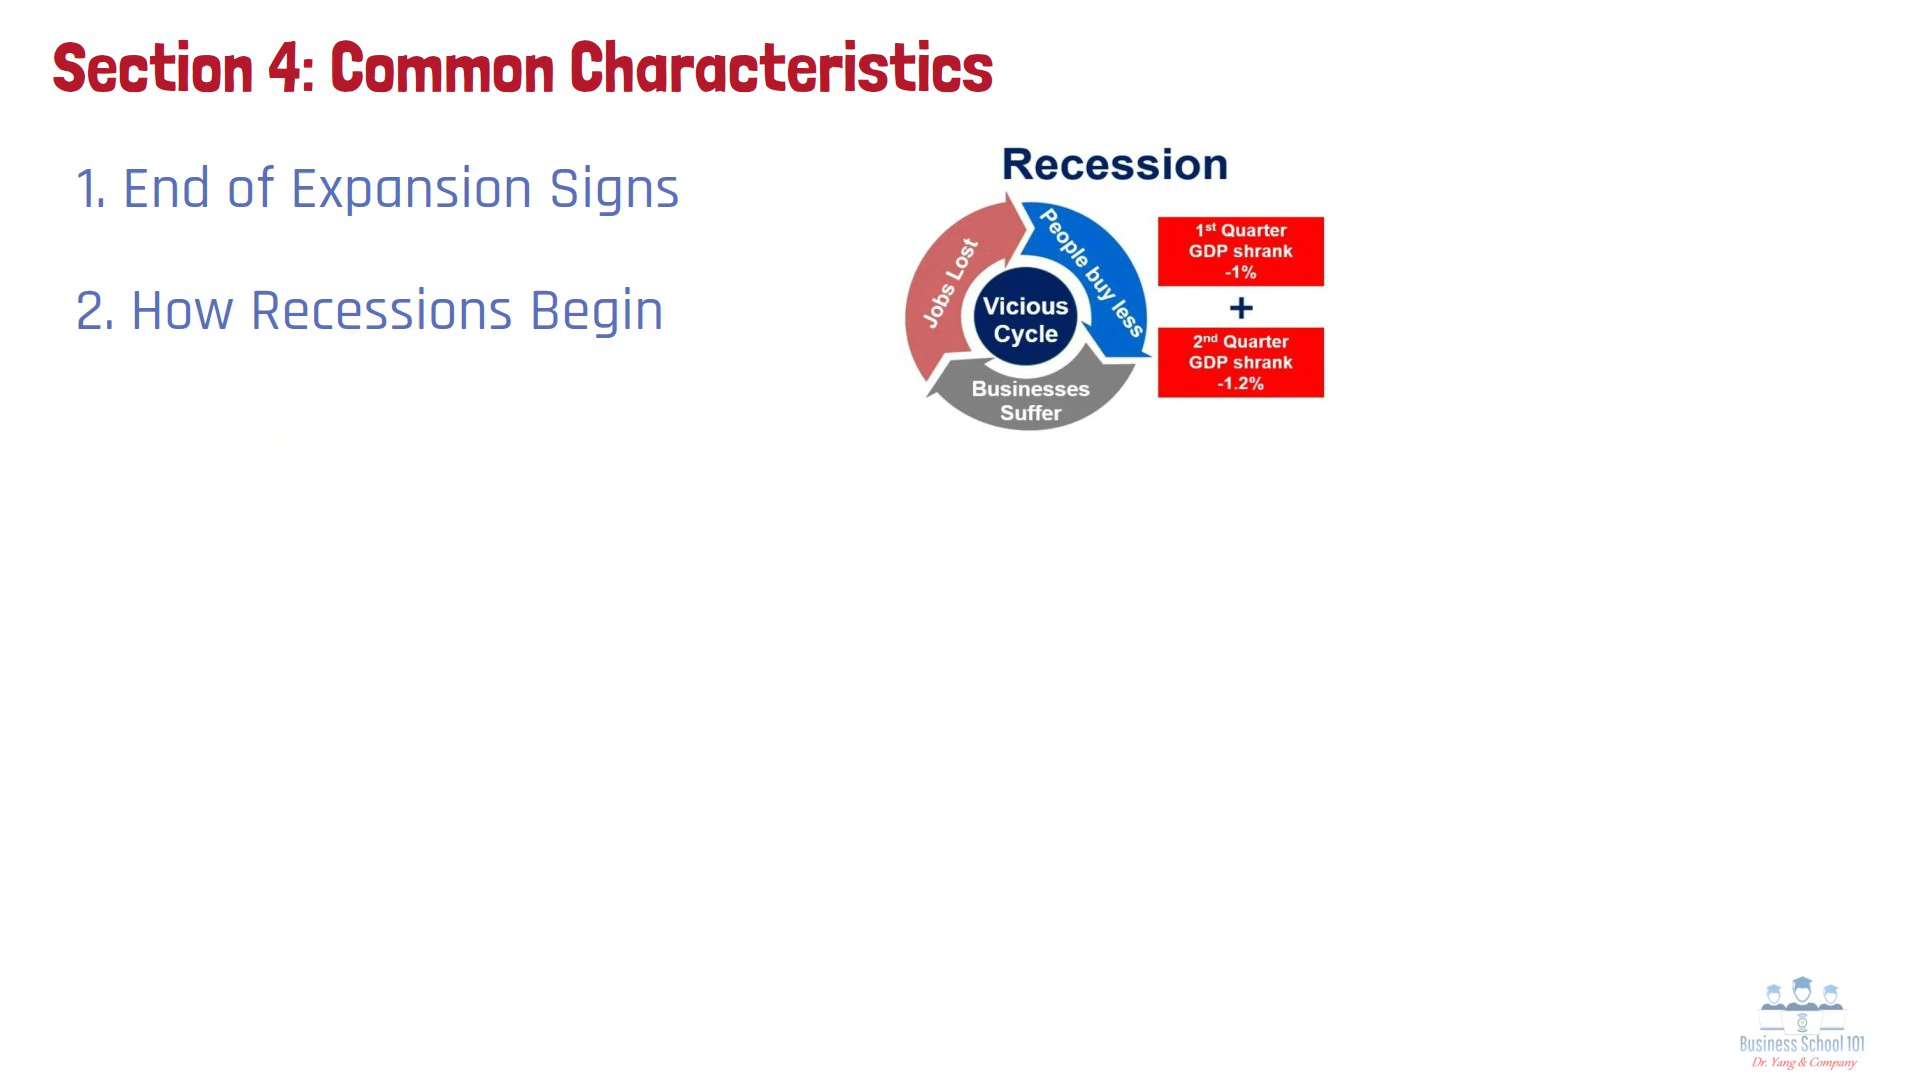 Section 4: Common Characteristics
1. End of Expansion Signs
2. How Recessions Begin
Recession
Jobs Lost
People buy less
Vicious
Cycle
Businesses
Suffer
1st Quarter
GDP shrank
-1%
+
2nd Quarter
GDP shrank
-1.2%
Business School 101
Dr. Yang & Company